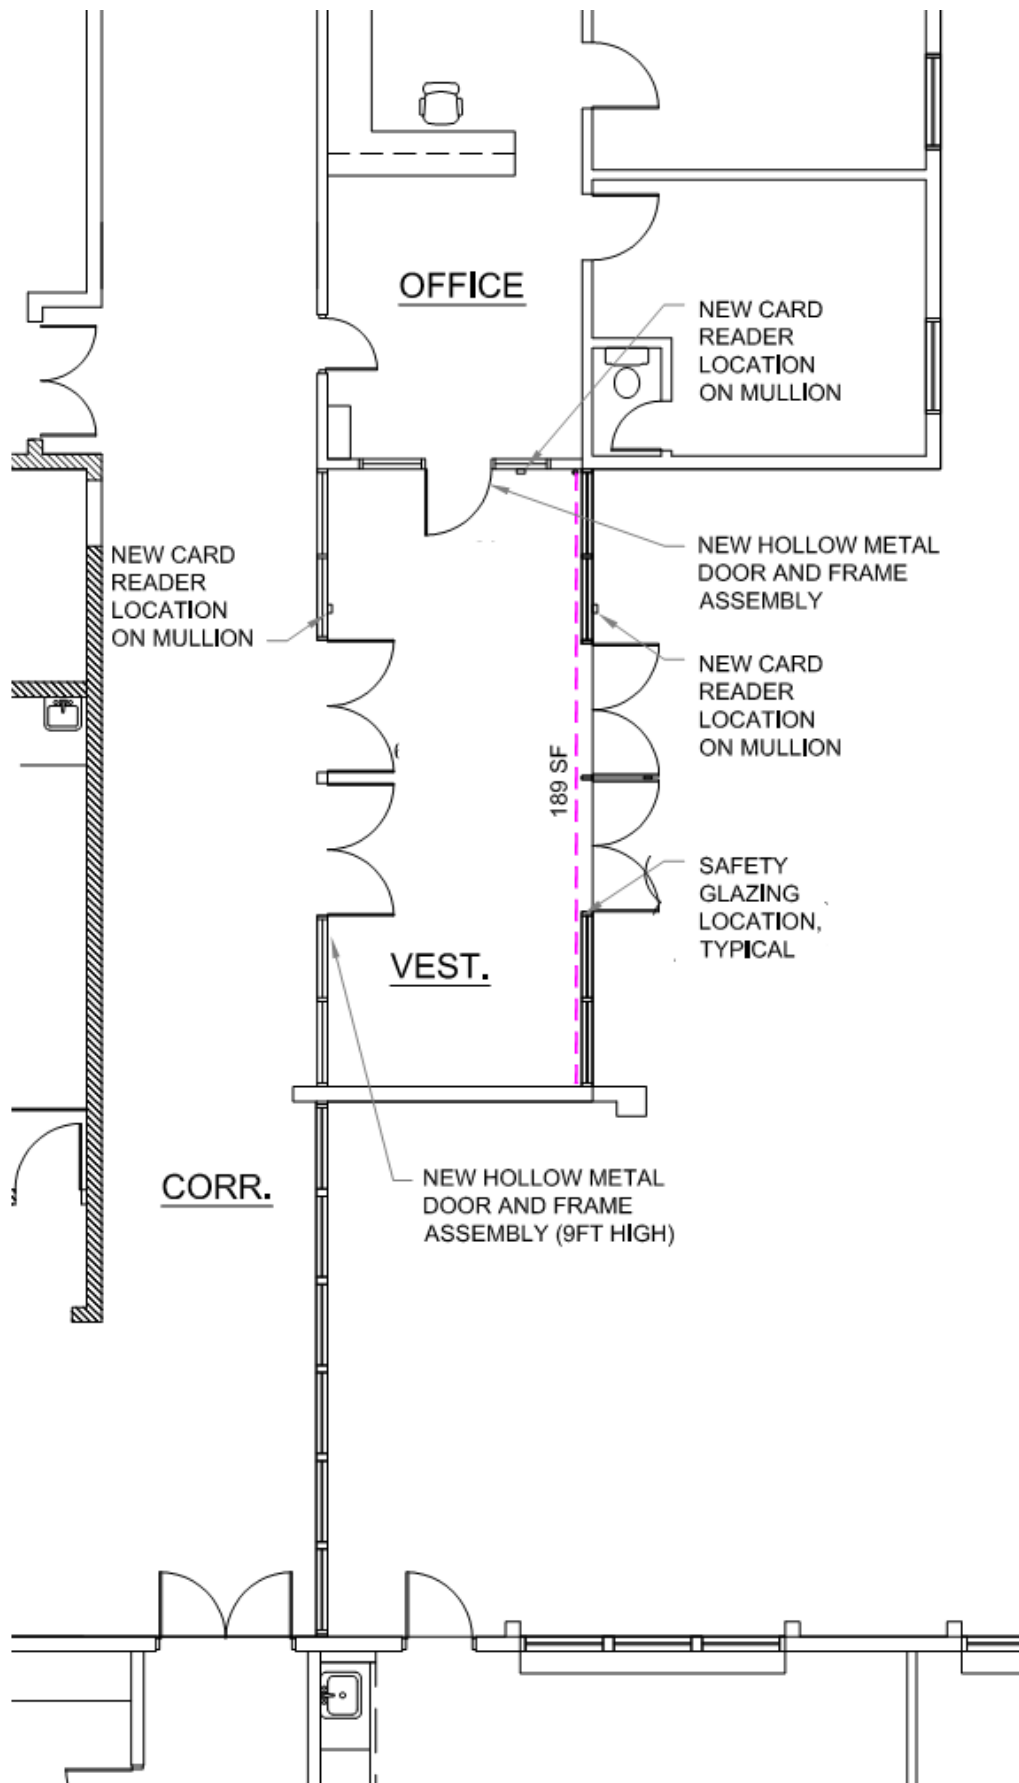 OFFICE
NEW CARD
READER
LOCATION
ON MULLION
NEW HOLLOW METAL
DOOR AND FRAME
ASSEMBLY
NEW CARD
READER
LOCATION
ON MULLION
NEW CARD
READER
LOCATION
ON MULLION
189 SF
SAFETY
GLAZING
LOCATION,
TYPICAL
VEST.
CORR.
NEW HOLLOW METAL
DOOR AND FRAME
ASSEMBLY (9FT HIGH)